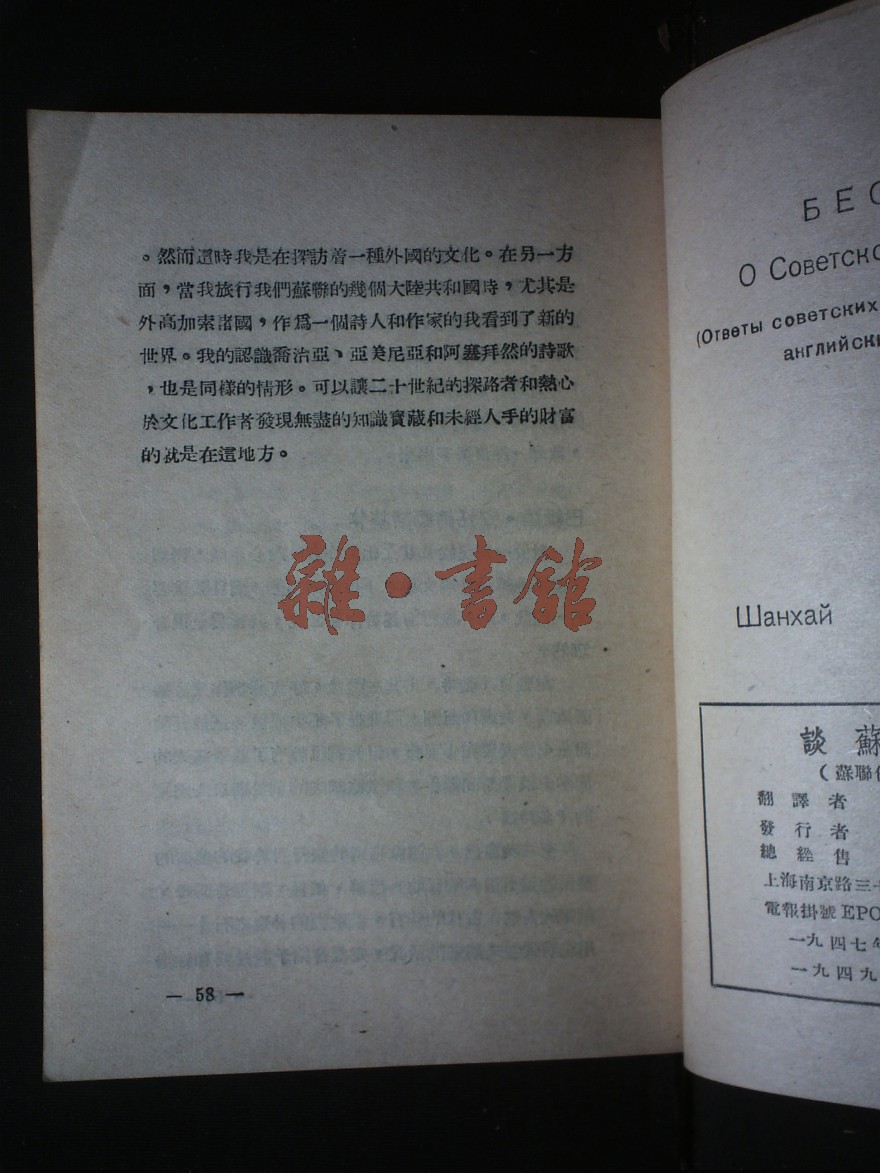 。然而這時我是在探訪着一種外國的文化。在另一方
面，當我旅行我們蘇聯的幾個大陸共和國時，尤其是
外高加索諸國，作爲一個詩人和作家的我看到了新的
世界。我的認識喬治亞、亞美尼亞和阿塞拜然的詩歌
，也是同樣的情形。可以讓二十世紀的探路者和熱心
於文化工作者發現無盡的知識寶藏和未經人手的財富
的就是在這地方。
雜·書館
— 58 —
БЕС
О Советско
(Ответы советских
английски
Шанхай
談 蘇
(蘇聯
翻譯者
發行者
總經售
上海南京路三
電報掛號EPO
一九四七年
一九四九